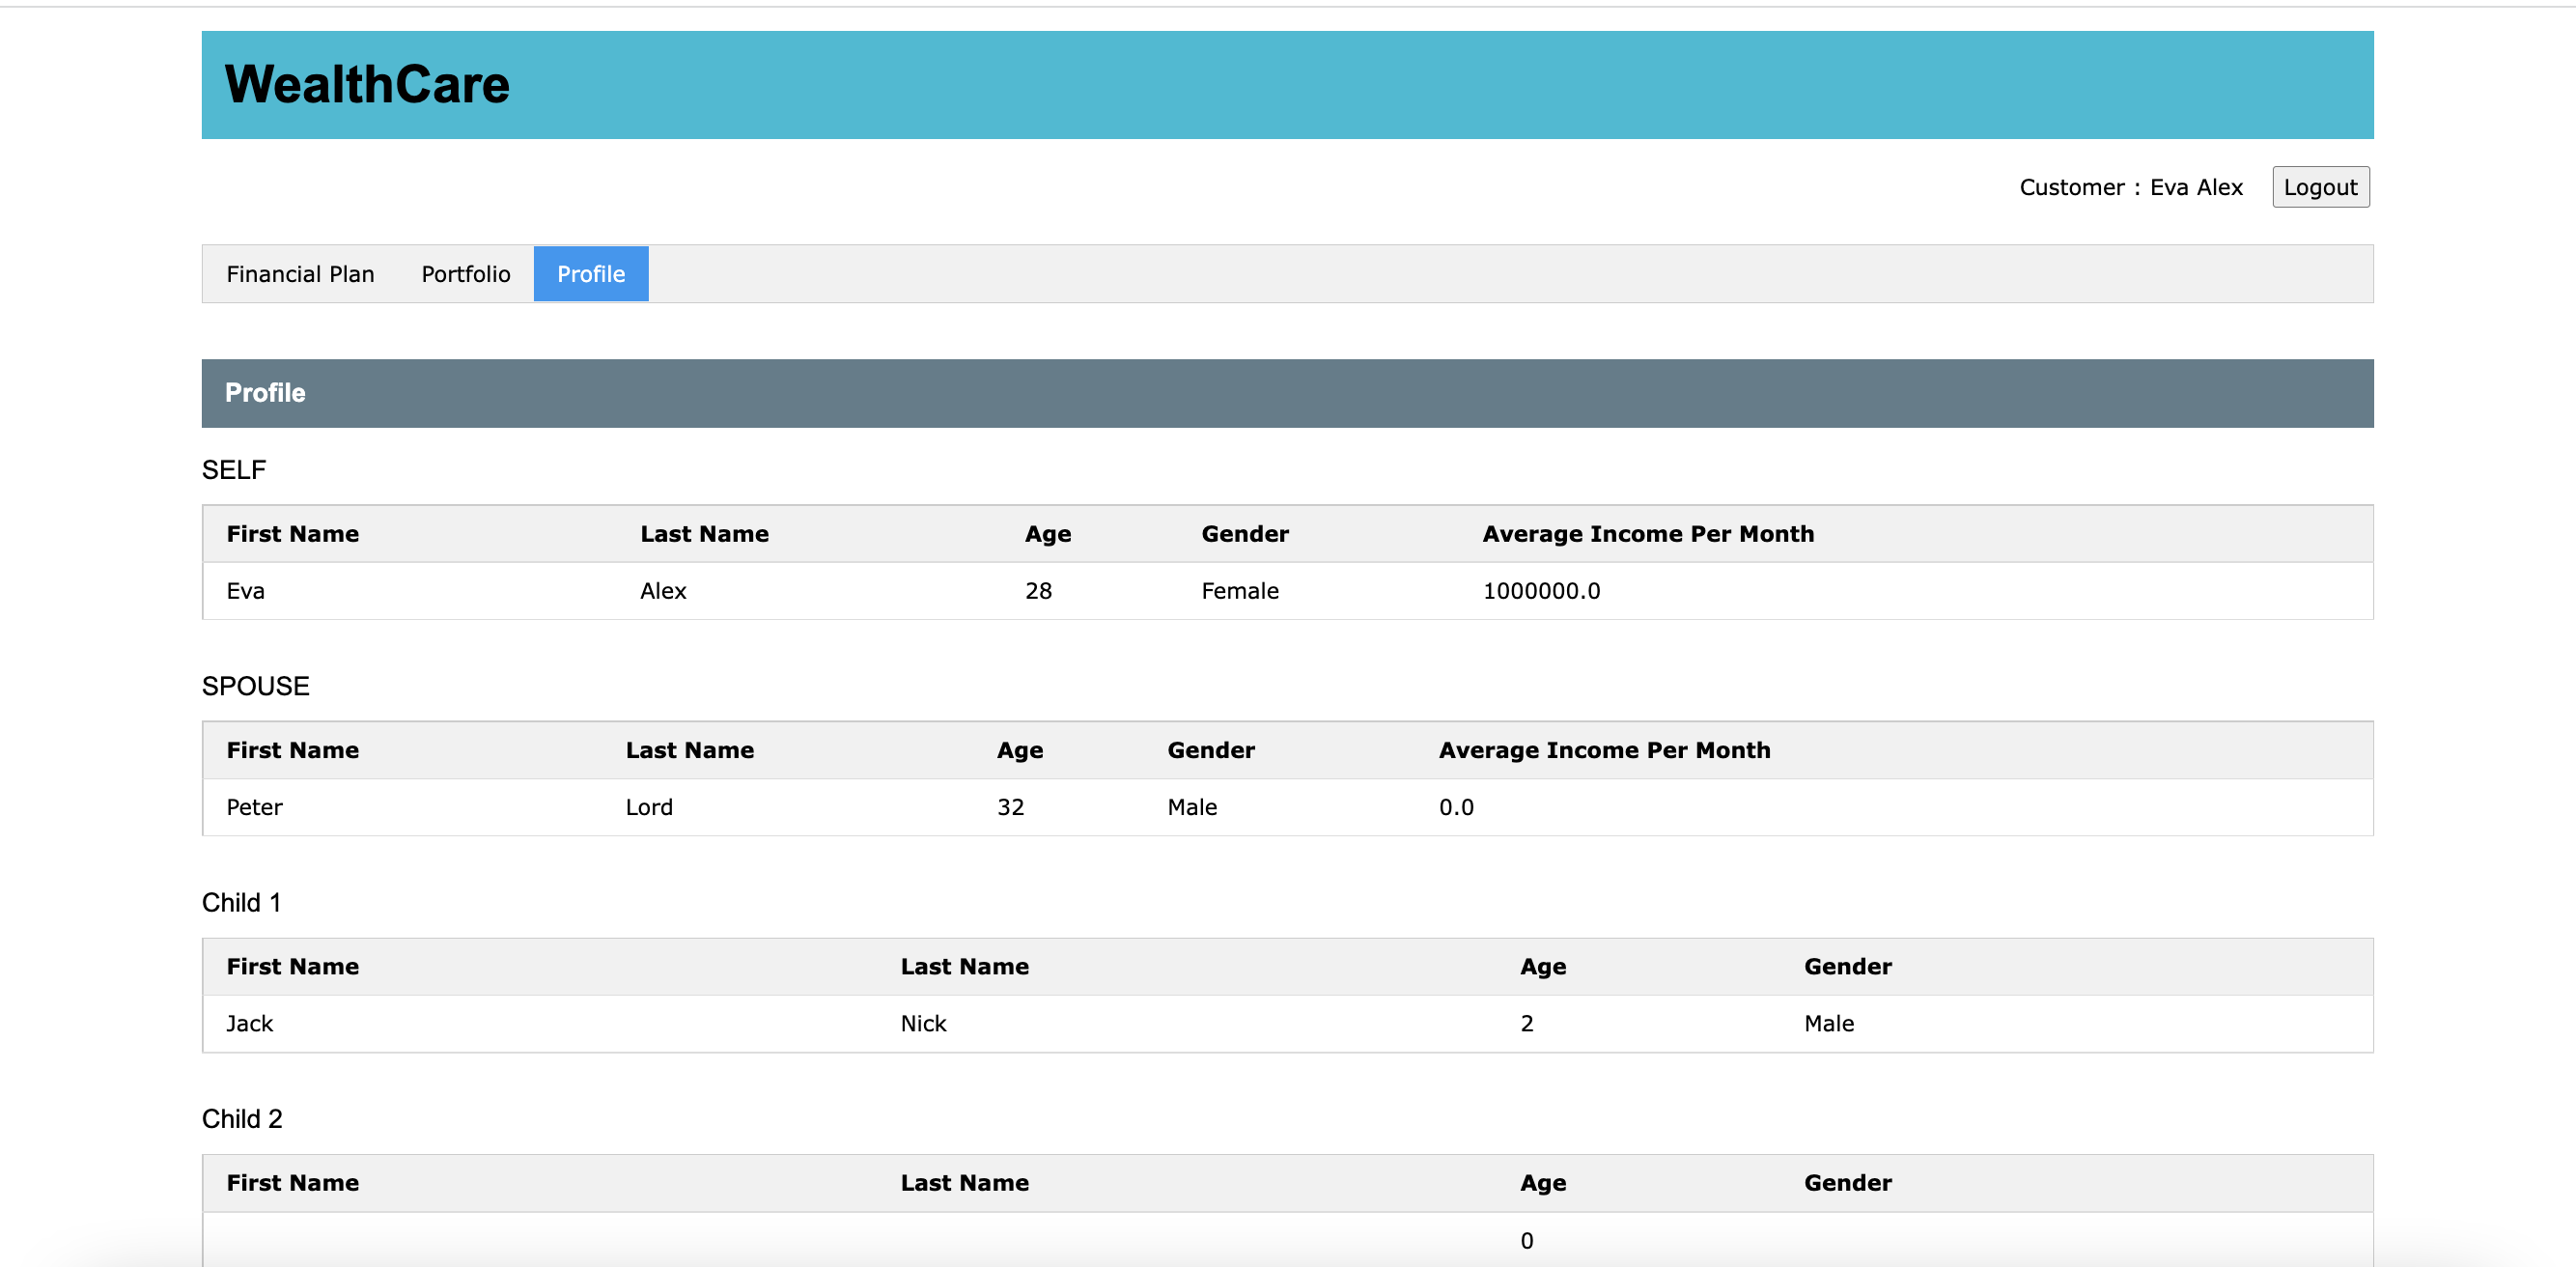 WealthCare
Customer : Eva Alex Logout
Financial Plan Portfolio Profile
Profile
SELF
First Name Last Name Age Gender Average Income Per Month
Eva Alex 28 Female 1000000.0
SPOUSE
First Name Last Name Age Gender Average Income Per Month
Peter Lord 32 Male 0.0
Child 1
First Name Last Name Age Gender
Jack Nick 2 Male
Child 2
First Name Last Name Age Gender
0